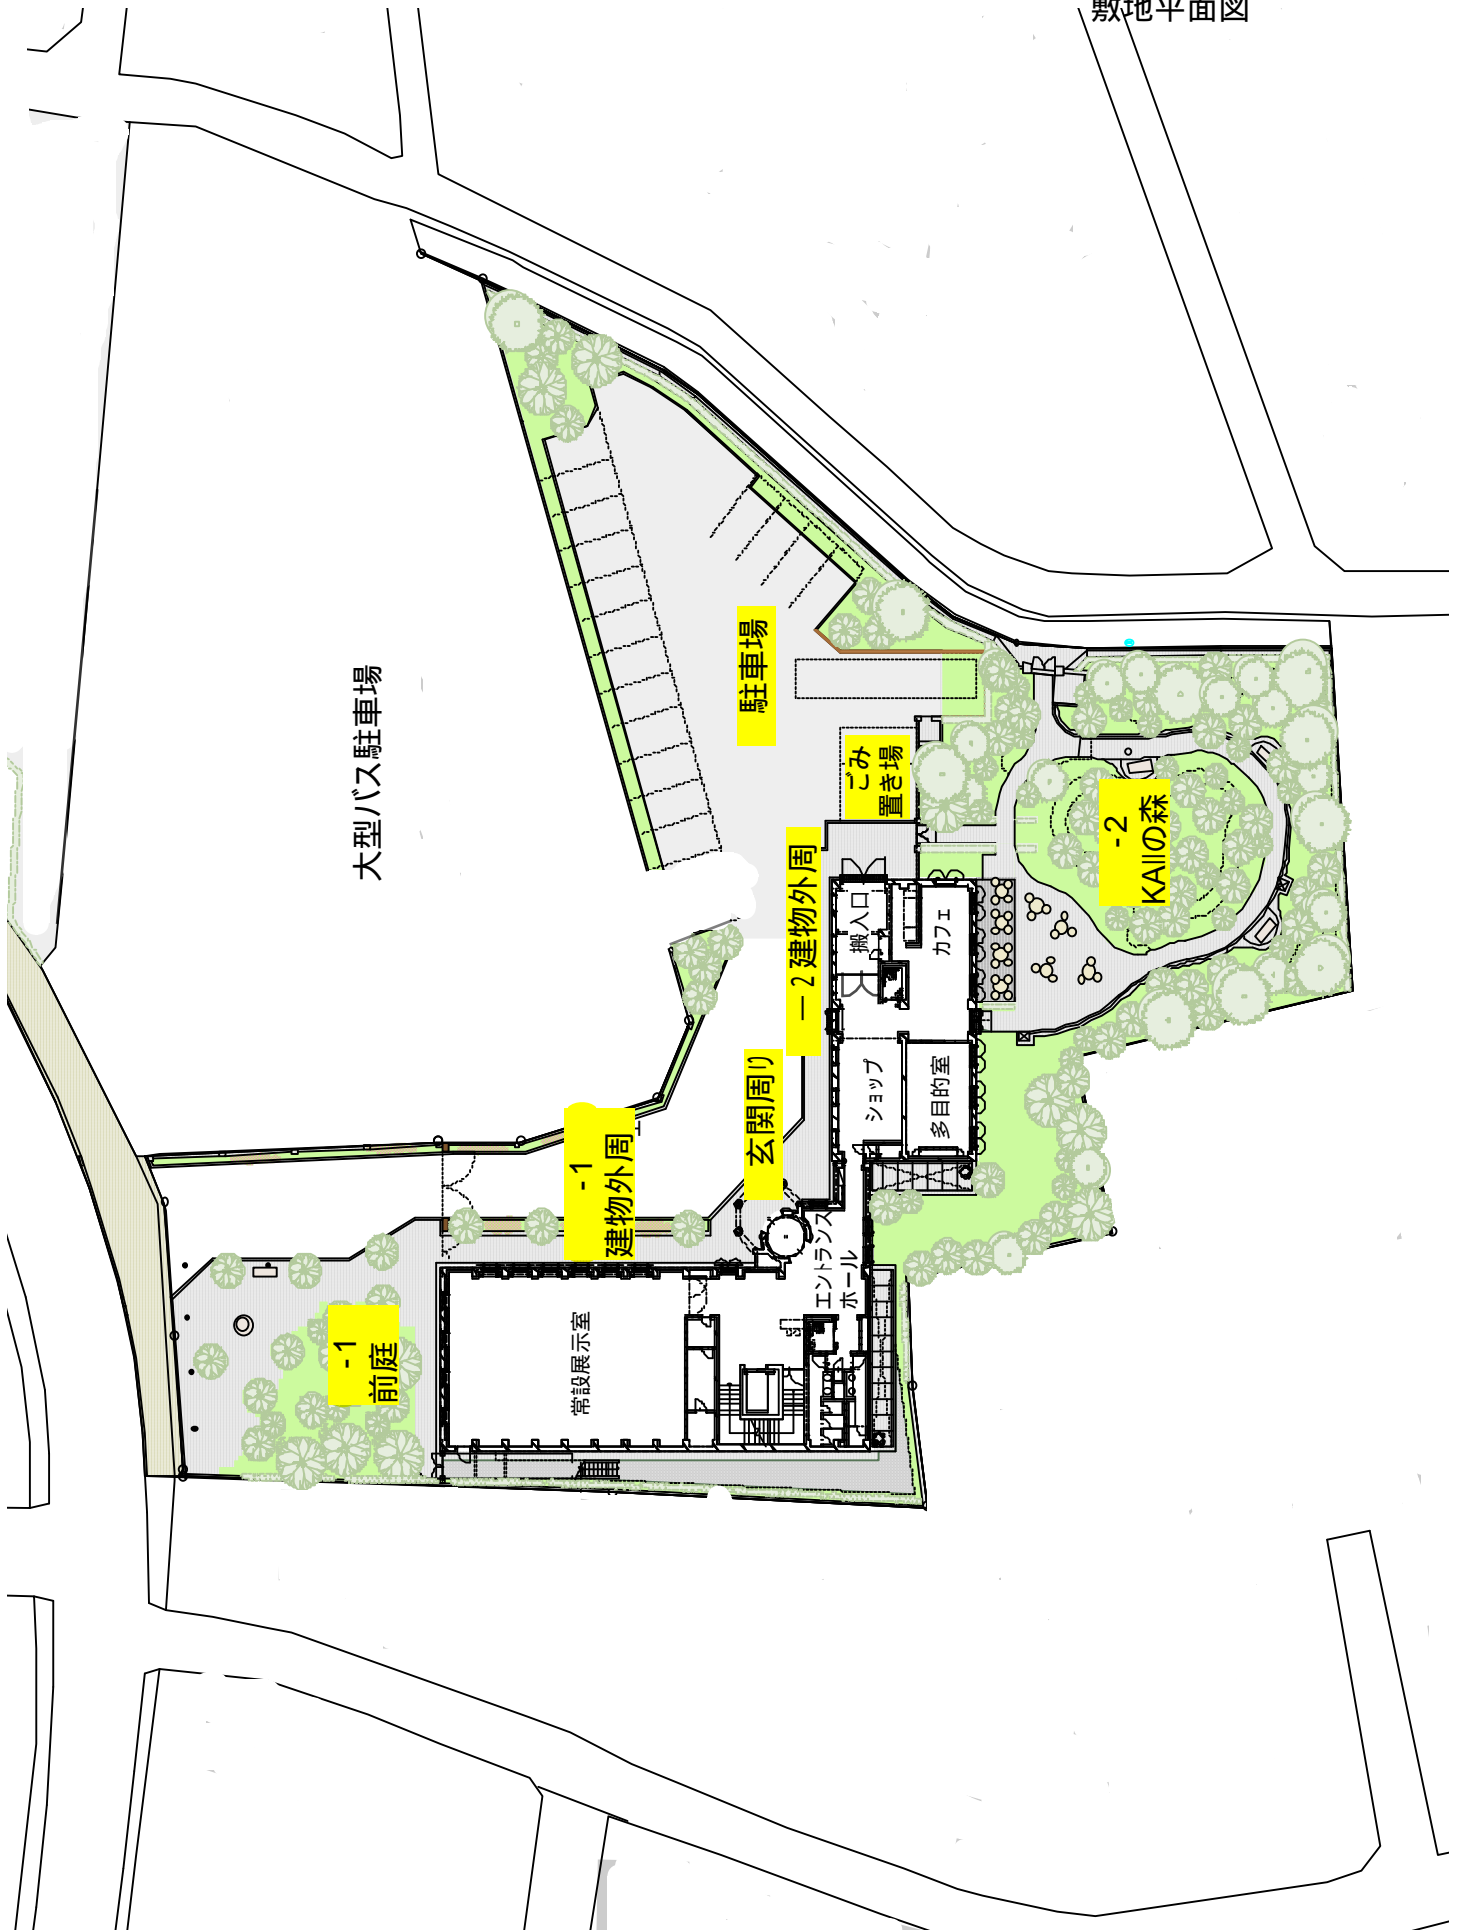 敷地平面図
大型バス駐車場
駐車場
ごみ
置き場
-2
KAIIの森
― 2 建物外周
搬入口
カフェ
玄関周り
ショップ
多目的室
-1
建物外周
エントランス
ホール
-1
前庭
常設展示室